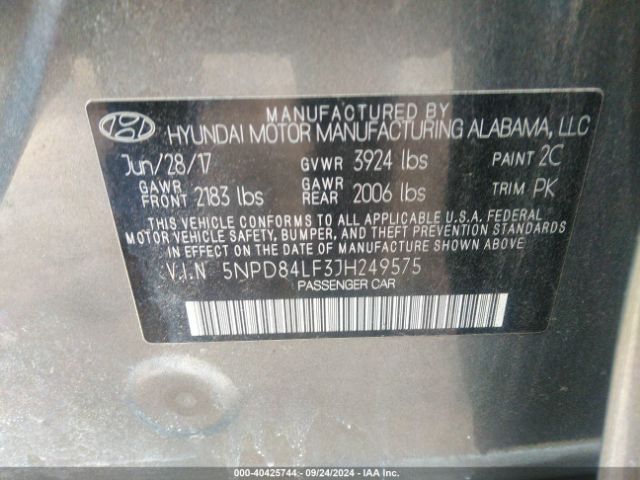 MANUFACTURED BY
HYUNDAI MOTOR MANUFACTURING ALABAMA, LLC
Jun/28/17 GVWR 3924 lbs PAINT 2C
GAWR FRONT 2183 lbs GAWR REAR 2006 lbs TRIM PK
THIS VEHICLE CONFORMS TO ALL APPLICABLE U.S.A. FEDERAL
MOTOR VEHICLE SAFETY, BUMPER, AND THEFT PREVENTION STANDARDS
IN EFFECT ON THE DATE OF MANUFACTURE SHOWN ABOVE.
V.I.N 5NPD84LF3JH249575
PASSENGER CAR
000-40425744 - 09/24/2024 - IAA Inc.